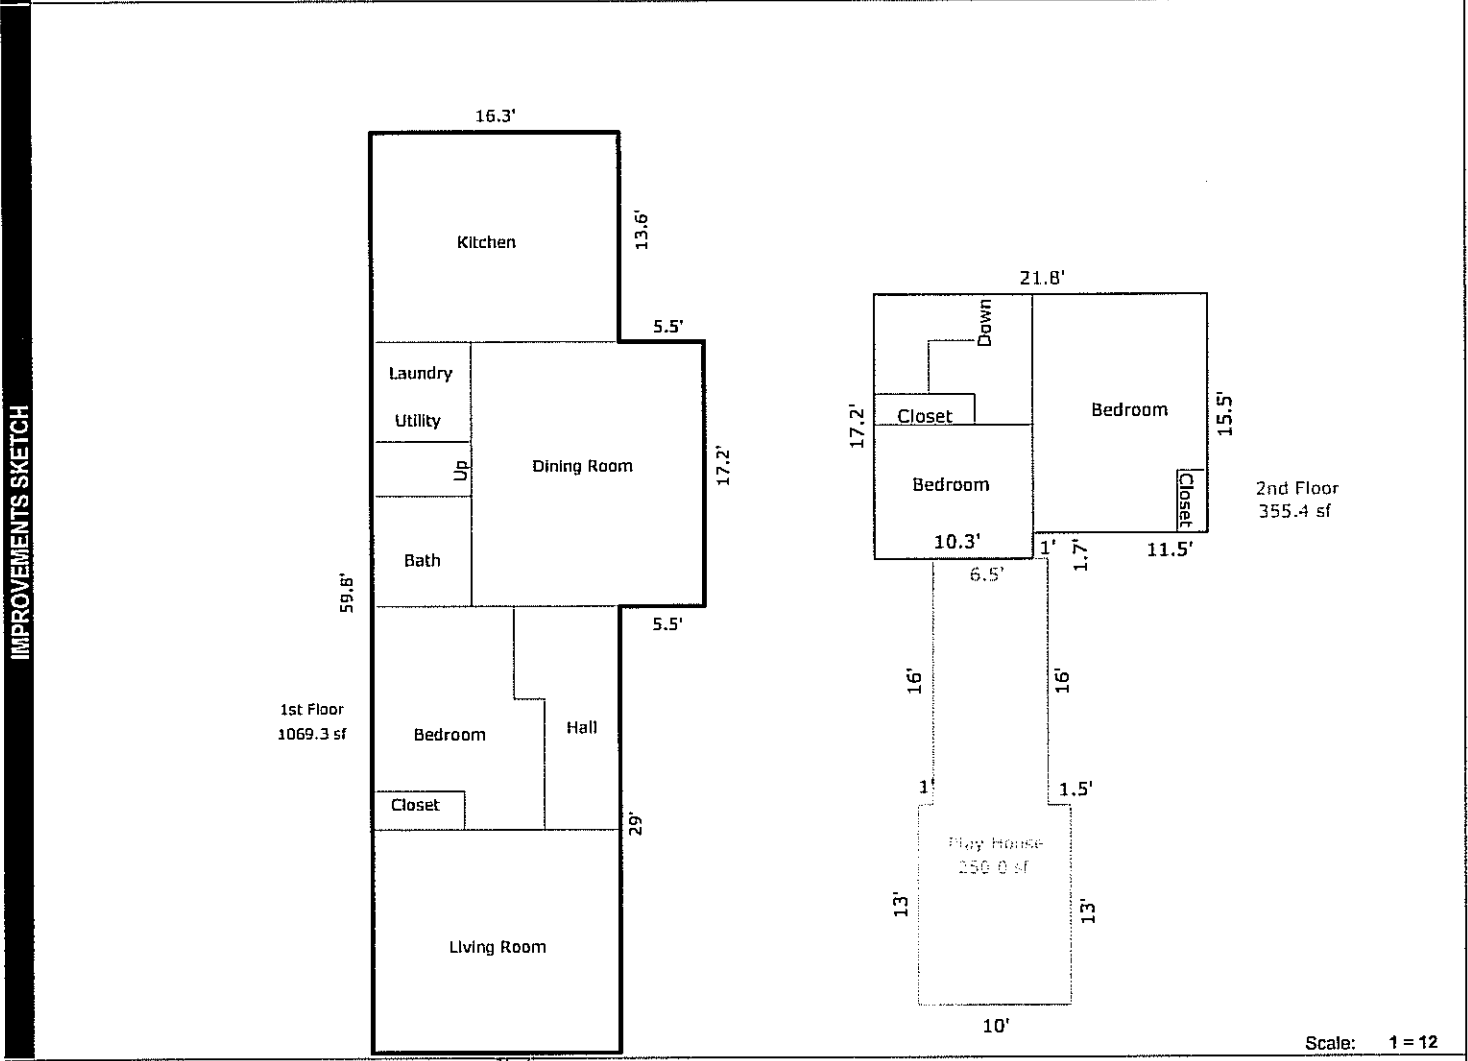 IMPROVEMENTS SKETCH
16.3'
Kitchen
13.6'
5.5'
Laundry
Utility
Up
Dining Room
17.2'
Bath
59.8'
5.5'
1st Floor
1069.3 sf
Bedroom
Hall
Closet
29'
Living Room
21.8'
Down
17.2'
Closet
Bedroom
15.5'
Bedroom
Closet
2nd Floor
355.4 sf
10.3'
1'
1.7'
11.5'
6.5'
16'
16'
1'
1.5'
Play House
250.0 sf
13'
13'
10'
Scale: 1 = 12